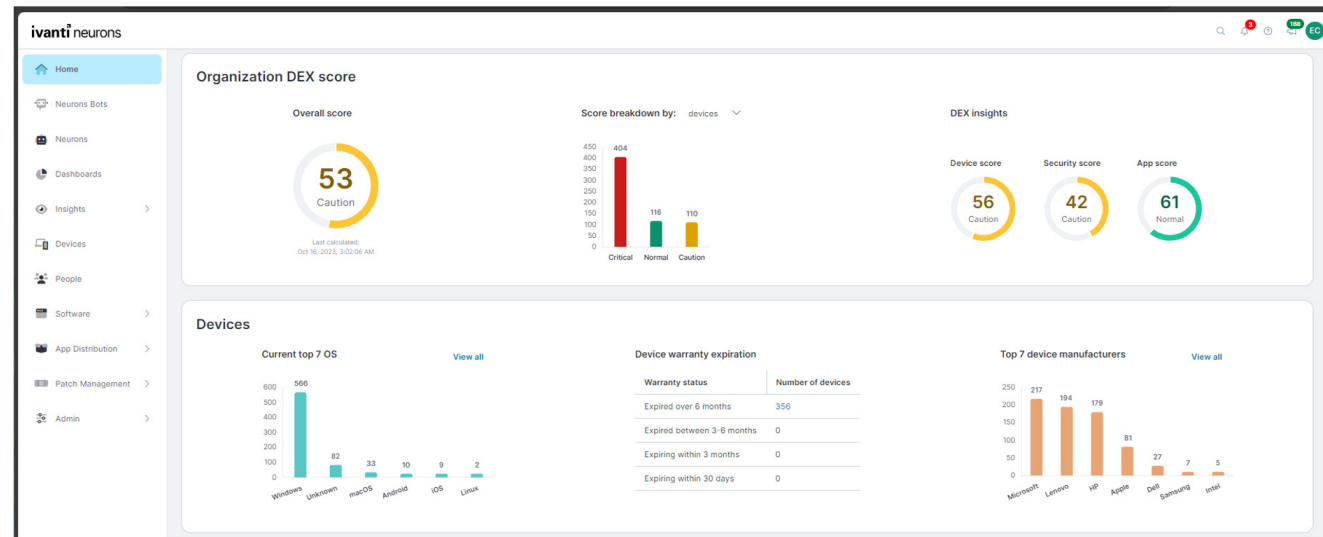 ivanti neurons
3
168
EC
Home
Neurons Bots
Neurons
Dashboards
Insights
Devices
People
Software
App Distribution
Patch Management
Admin
Organization DEX score
Overall score
53
Caution
Last calculated:
Oct 16, 2023, 3:02:06 AM
Score breakdown by: devices
450
400
350
300
250
200
150
100
50
0
404
116
110
Critical Normal Caution
DEX insights
Device score
56
Caution
Security score
42
Caution
App score
61
Normal
Devices
Current top 7 OS
View all
600
500
400
300
200
100
0
566
82
33
10
9
2
Windows Unknown macOS Android iOS Linux
Device warranty expiration
Warranty status Number of devices
Expired over 6 months 356
Expired between 3-6 months 0
Expiring within 3 months 0
Expiring within 30 days 0
Top 7 device manufacturers
View all
250
200
150
100
50
0
217
194
179
81
27
7
5
Microsoft Lenovo HP Apple Dell Samsung Intel